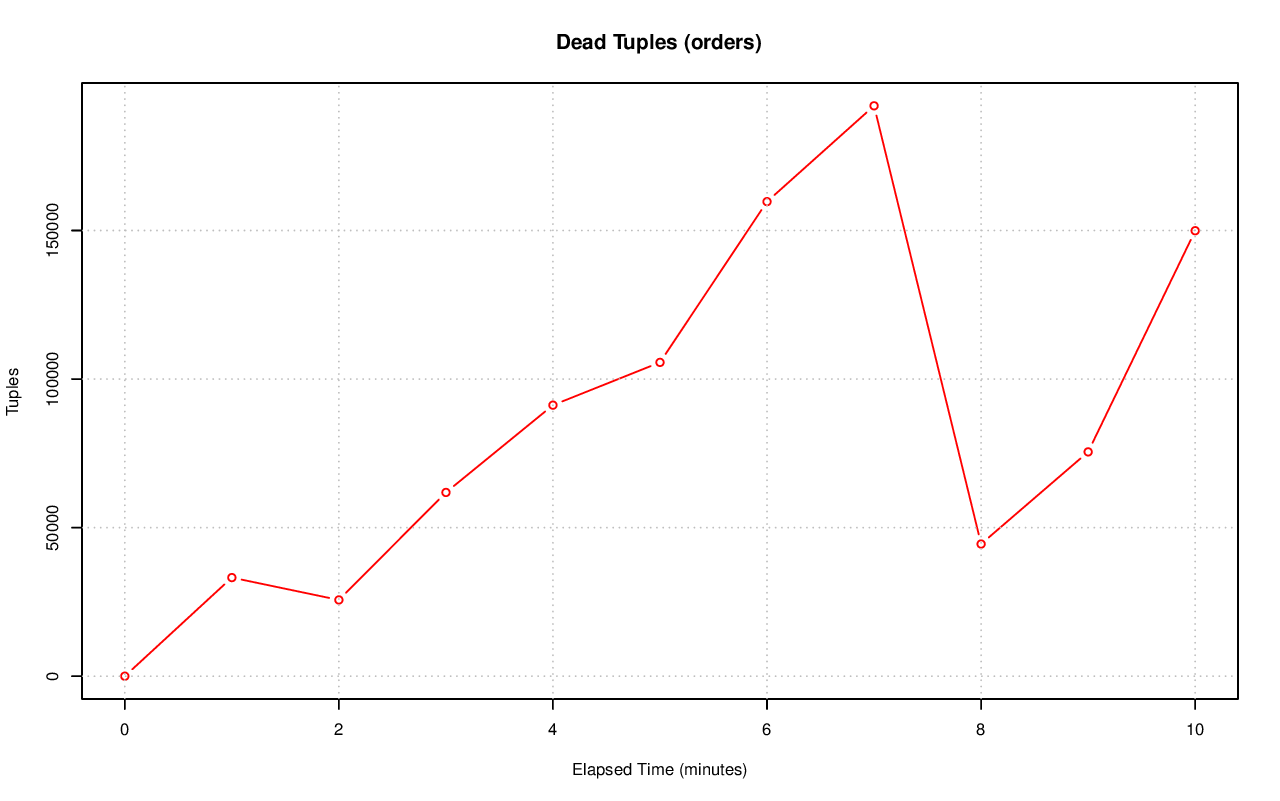 Dead Tuples (orders)
Tuples
150000
100000
50000
0
0 2 4 6 8 10
Elapsed Time (minutes)